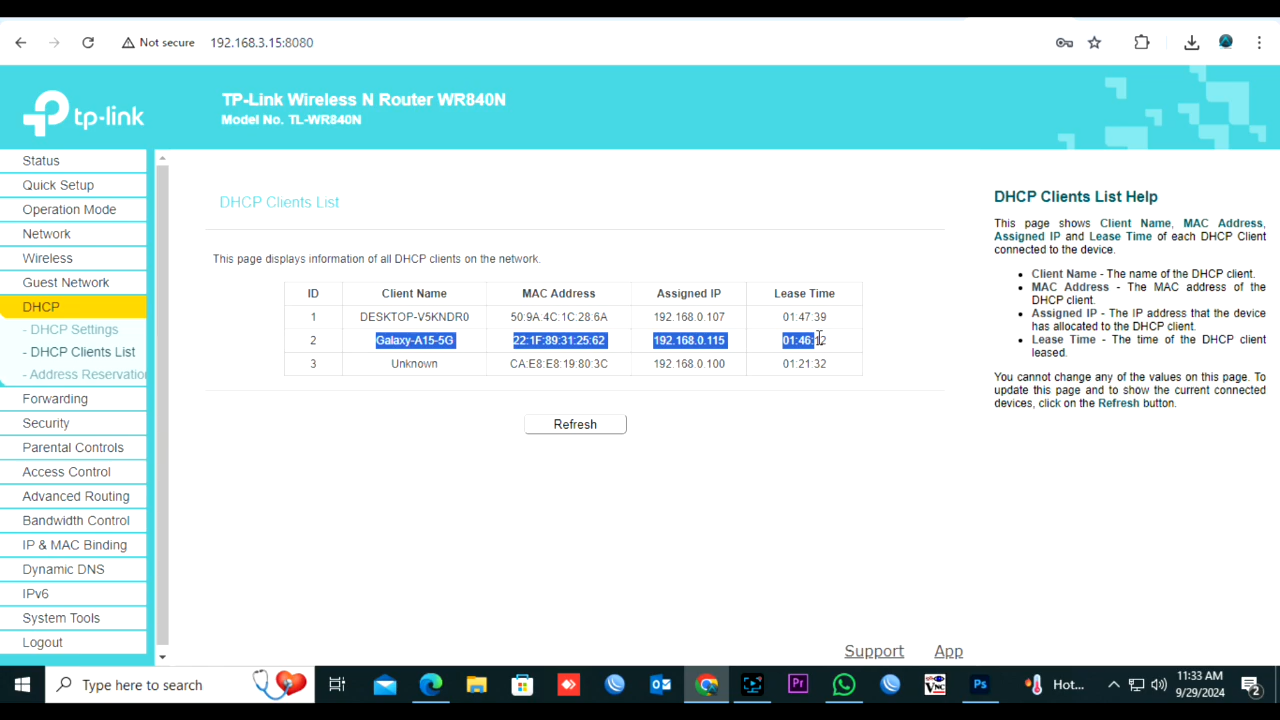 Not secure 192.168.3.15:8080
tp-link
TP-Link Wireless N Router WR840N
Model No. TL-WR840N
Status
Quick Setup
Operation Mode
Network
Wireless
Guest Network
DHCP
- DHCP Settings
- DHCP Clients List
- Address Reservation
Forwarding
Security
Parental Controls
Access Control
Advanced Routing
Bandwidth Control
IP & MAC Binding
Dynamic DNS
IPv6
System Tools
Logout
DHCP Clients List
This page displays information of all DHCP clients on the network.
ID Client Name MAC Address Assigned IP Lease Time
1 DESKTOP-V5KNDR0 50:9A:4C:1C:28:6A 192.168.0.107 01:47:39
2 Galaxy-A15-5G 22:1F:89:31:25:62 192.168.0.115 01:46:12
3 Unknown CA:E8:E8:19:80:3C 192.168.0.100 01:21:32
Refresh
DHCP Clients List Help
This page shows Client Name, MAC Address,
Assigned IP and Lease Time of each DHCP Client
connected to the device.
Client Name - The name of the DHCP client.
MAC Address - The MAC address of the
DHCP client.
Assigned IP - The IP address that the device
has allocated to the DHCP client.
Lease Time - The time of the DHCP client
leased.
You cannot change any of the values on this page. To
update this page and to show the current connected
devices, click on the Refresh button.
Support App
Type here to search
Pr
VNC
Ps
Hot...
11:33 AM
9/29/2024
2